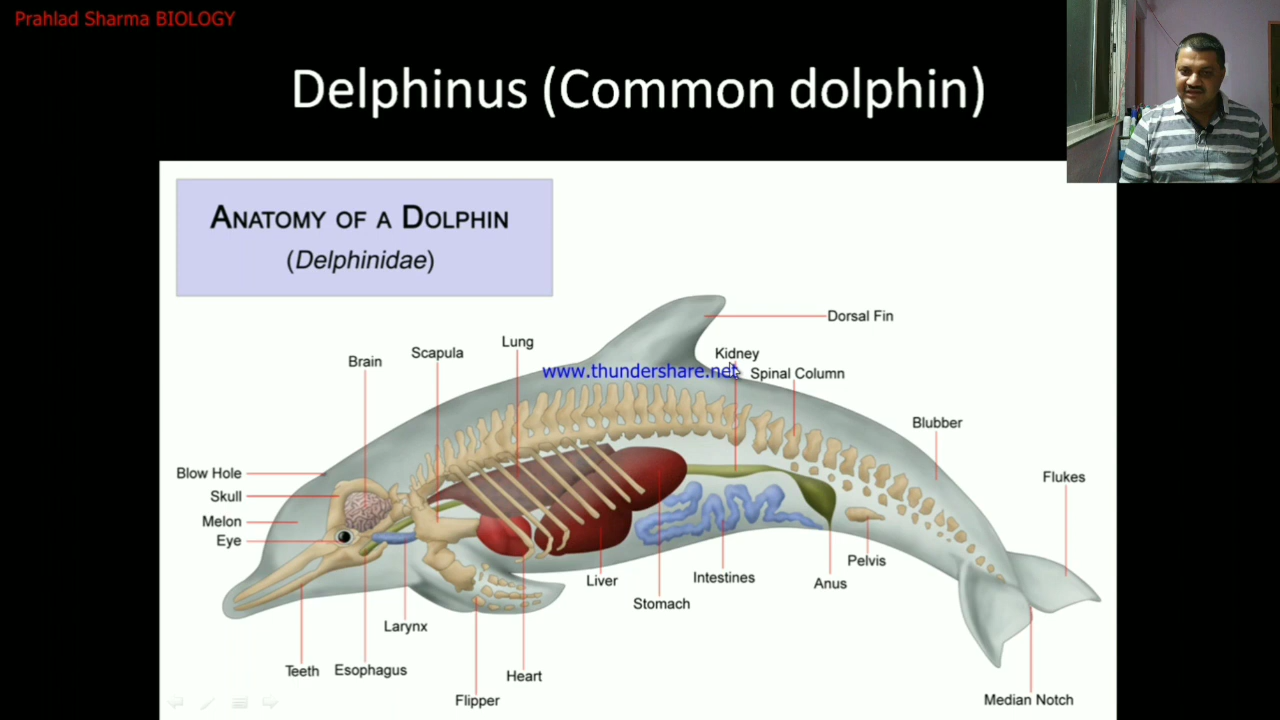 Prahlad Sharma BIOLOGY
Delphinus (Common dolphin)
ANATOMY OF A DOLPHIN
(Delphinidae)
Dorsal Fin
Lung
Kidney
Scapula
Brain
www.thundershare.net
Spinal Column
Blubber
Blow Hole
Flukes
Skull
Melon
Eye
Pelvis
Intestines
Liver
Anus
Stomach
Larynx
Teeth
Esophagus
Heart
Flipper
Median Notch